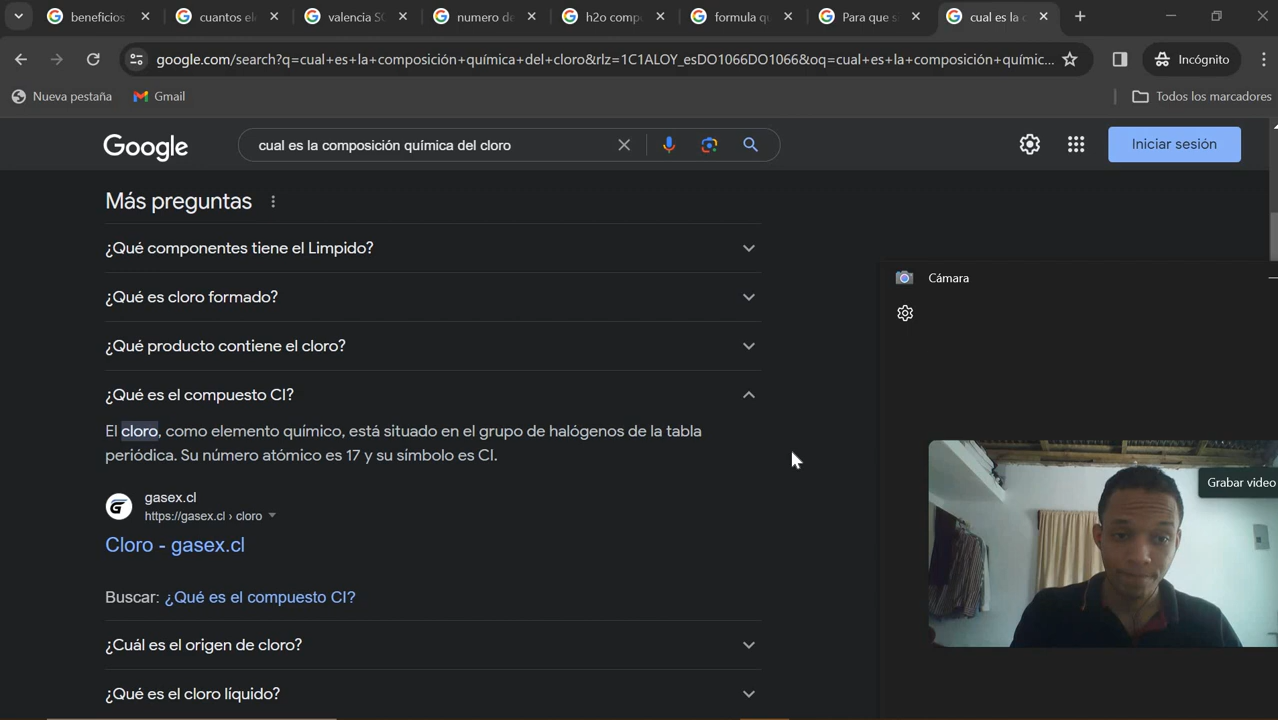 beneficios
cuantos el
valencia SO
numero de
h2o comp
formula qu
Para que s
cual es la c
google.com/search?q=cual+es+la+composición+química+del+cloro&rlz=1C1ALOY_esDO1066DO1066&oq=cual+es+la+composición+químic...
Incógnito
Nueva pestaña
Gmail
Todos los marcadores
Google
cual es la composición química del cloro
Iniciar sesión
Más preguntas
¿Qué componentes tiene el Limpido?
¿Qué es cloro formado?
¿Qué producto contiene el cloro?
¿Qué es el compuesto CI?
El cloro, como elemento químico, está situado en el grupo de halógenos de la tabla
periódica. Su número atómico es 17 y su símbolo es CI.
gasex.cl
https://gasex.cl › cloro
Cloro - gasex.cl
Buscar: ¿Qué es el compuesto CI?
¿Cuál es el origen de cloro?
¿Qué es el cloro líquido?
Cámara
Grabar video